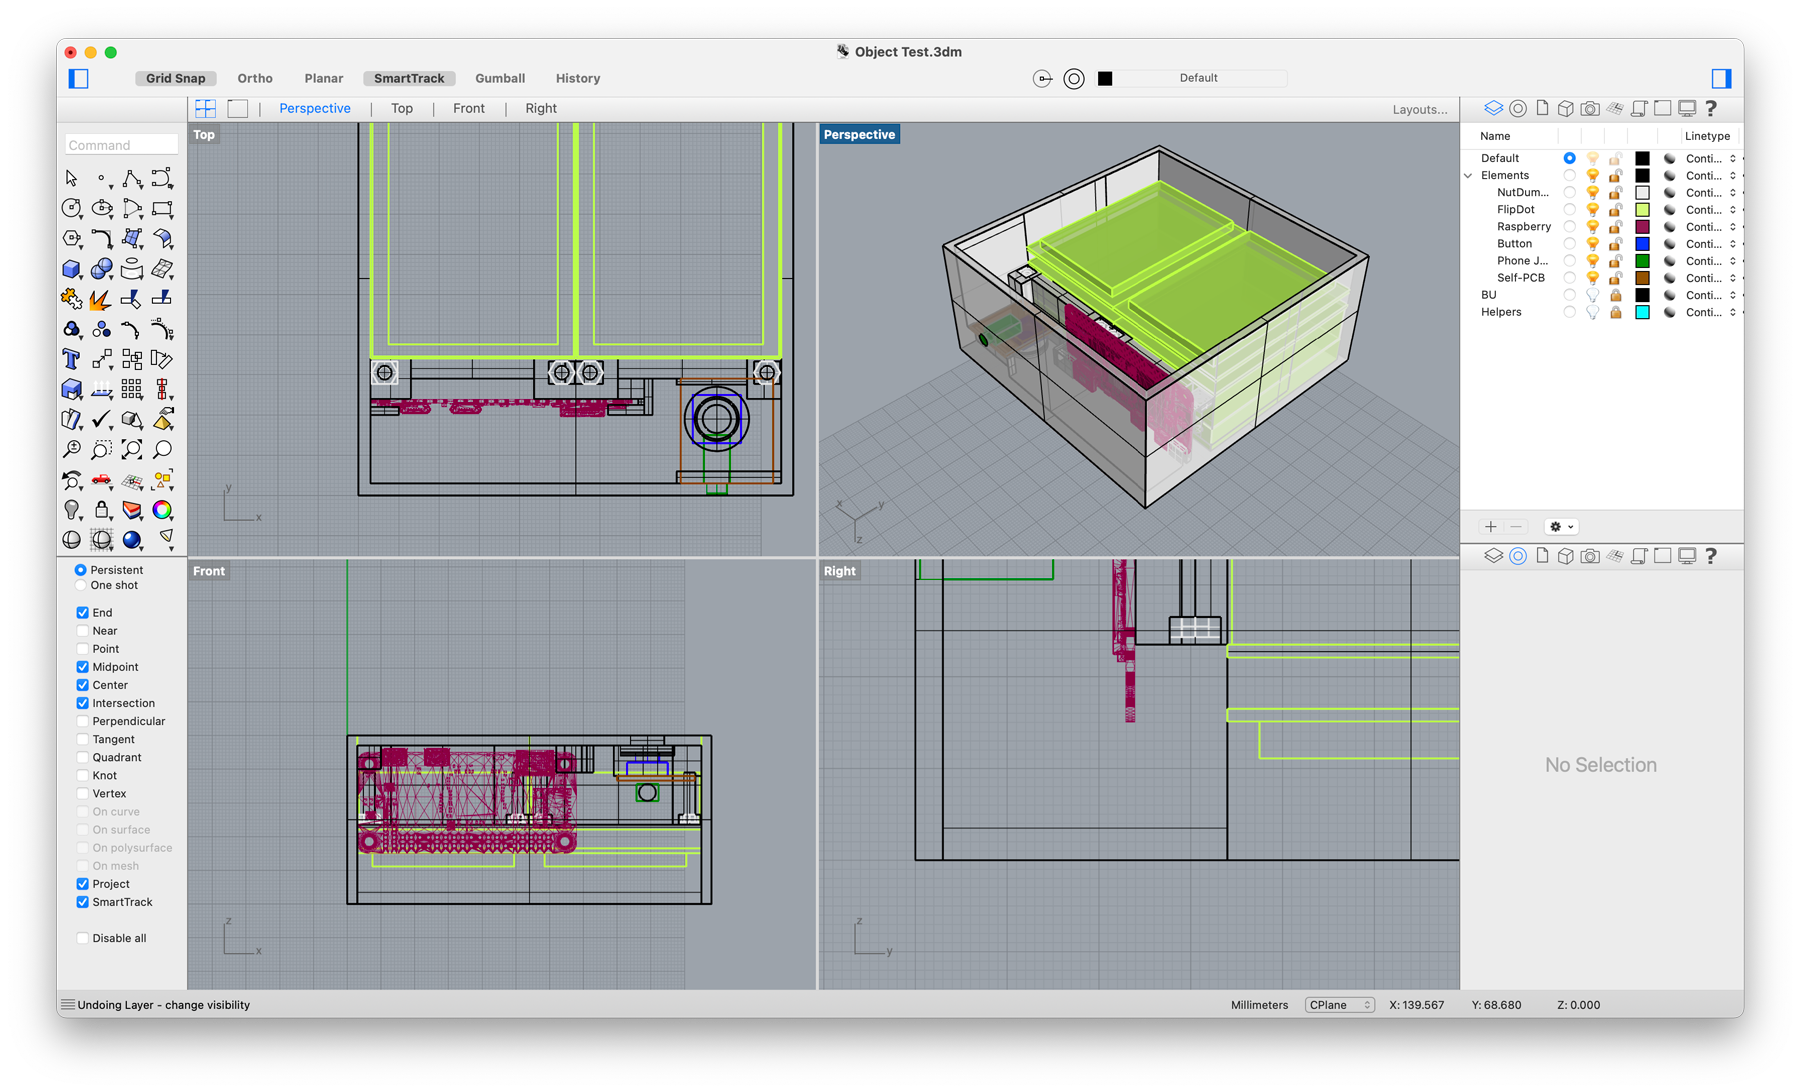 Object Test.3dm
Grid Snap Ortho Planar SmartTrack Gumball History Default
Perspective Top Front Right Layouts...
Command
Top
Perspective
Name Linetype
Default Conti...
Elements Conti...
NutDum... Conti...
FlipDot Conti...
Raspberry Conti...
Button Conti...
Phone J... Conti...
Self-PCB Conti...
BU Conti...
Helpers Conti...
y
x
x
y
z
Persistent
One shot
End
Near
Point
Midpoint
Center
Intersection
Perpendicular
Tangent
Quadrant
Knot
Vertex
On curve
On surface
On polysurface
On mesh
Project
SmartTrack
Disable all
Front
z
x
Right
z
y
No Selection
Undoing Layer - change visibility Millimeters CPlane X: 139.567 Y: 68.680 Z: 0.000